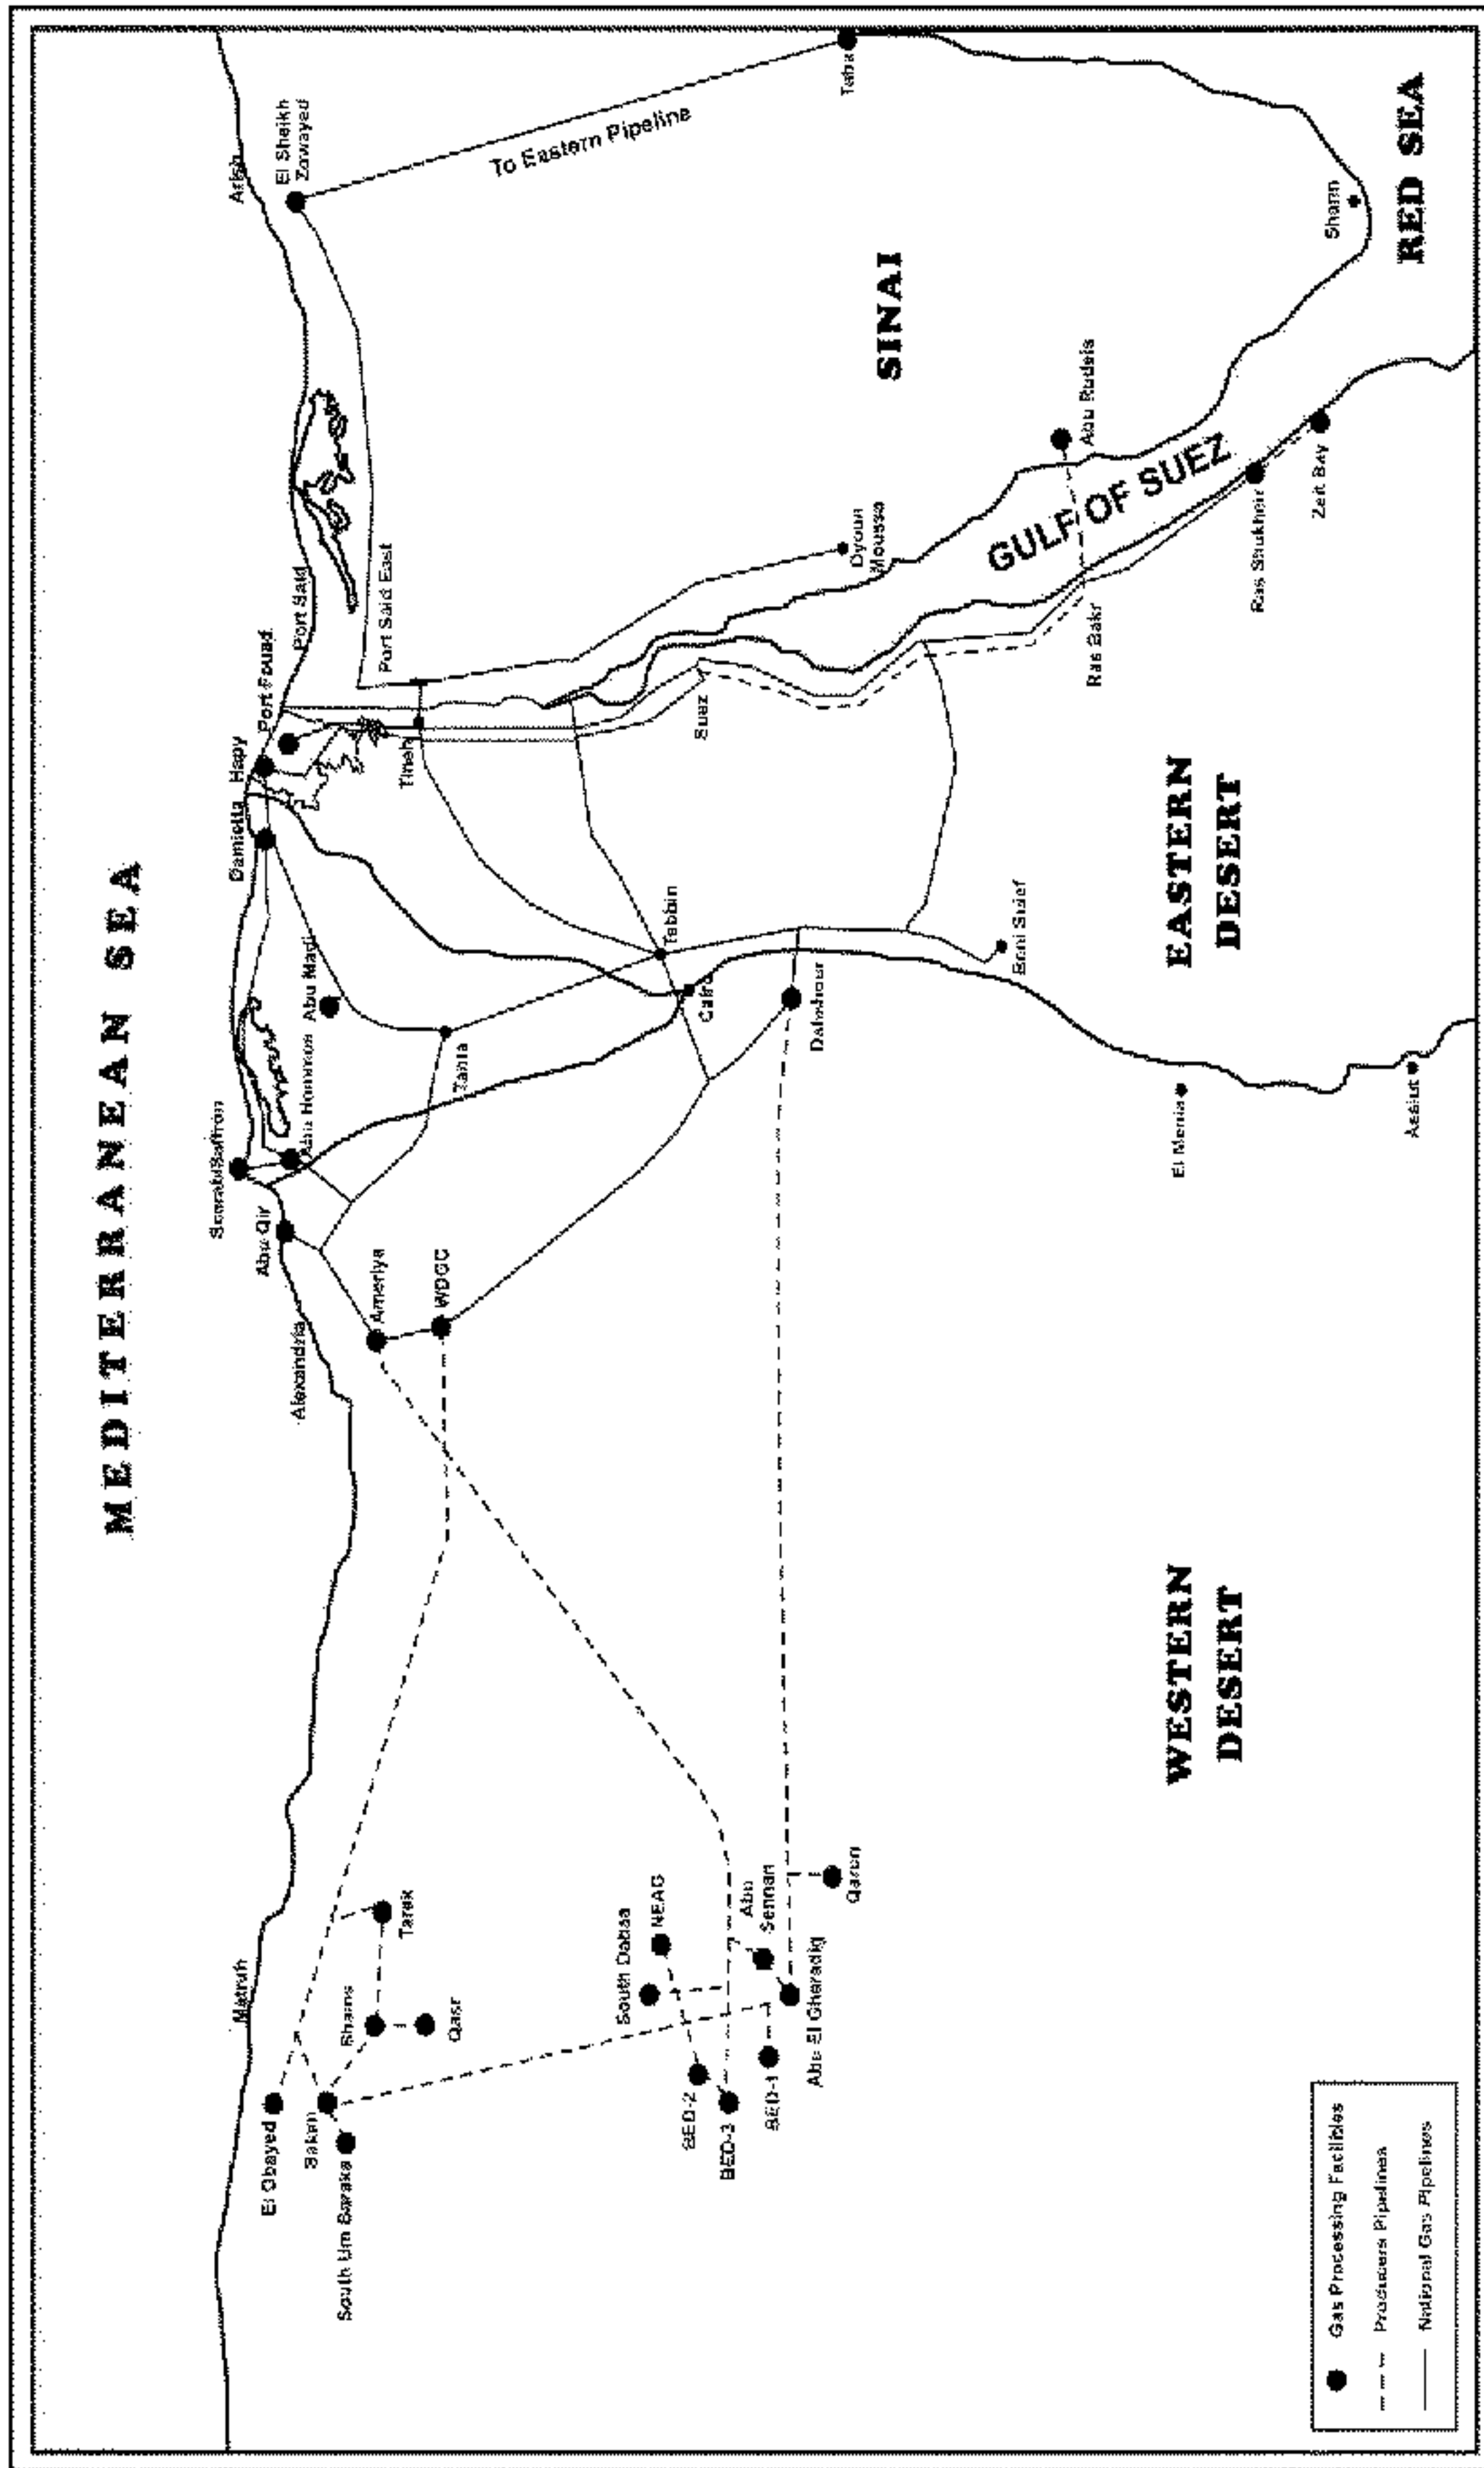 MEDITERRANEAN SEA
Matruh
El Obayed
Shams
Tarek
Qasr
South Um Baraka
Alexandria
Abu Qir
Ameriya
WDGC
Abu Hommos
Abu Madi
Tanta
Damietta
Hapy
Port Fouad
Port Said
Port Said East
Tineh
Arish
El Sheikh
Zowayed
To Eastern Pipeline
Taba
South Dabaa
NEAG
BED-2
BED-3
BED-1
Abu
Sennan
Abu El Gharadig
Qarun
Tebbin
Cairo
Dahshour
Suez
Oyoun
Moussa
SINAI
Beni Suief
Abu Rudeis
Ras Bakr
GULF OF SUEZ
Ras Shukheir
Zeit Bay
Sharm
RED SEA
WESTERN
DESERT
EASTERN
DESERT
El Menia
Assiut
Gas Processing Facilities
Producers Pipelines
National Gas Pipelines